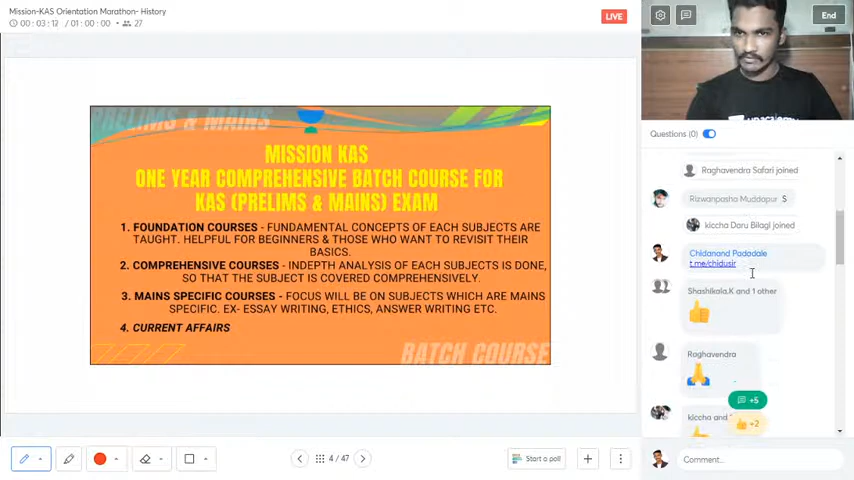 Mission-KAS Orientation Marathon- History
/ 01:00:00 • 27
LIVE
End
PRELIMS & MAINS
MISSION KAS
ONE YEAR COMPREHENSIVE BATCH COURSE FOR
KAS (PRELIMS & MAINS) EXAM
1. FOUNDATION COURSES - FUNDAMENTAL CONCEPTS OF EACH SUBJECTS ARE
TAUGHT. HELPFUL FOR BEGINNERS & THOSE WHO WANT TO REVISIT THEIR
BASICS.
2. COMPREHENSIVE COURSES - INDEPTH ANALYSIS OF EACH SUBJECTS IS DONE,
SO THAT THE SUBJECT IS COVERED COMPREHENSIVELY.
3. MAINS SPECIFIC COURSES - FOCUS WILL BE ON SUBJECTS WHICH ARE MAINS
SPECIFIC. EX- ESSAY WRITING, ETHICS, ANSWER WRITING ETC.
4. CURRENT AFFAIRS
BATCH COURSE
Questions (0)
Raghavendra Safari joined
Rizwanpasha Muddapur S
kiccha Daru BilagI joined
Chidanand Padadale
t.me/chidusir
Shashikala.K and 1 other
Raghavendra
kiccha and
+5
+2
4 / 47
Start a poll
Comment...